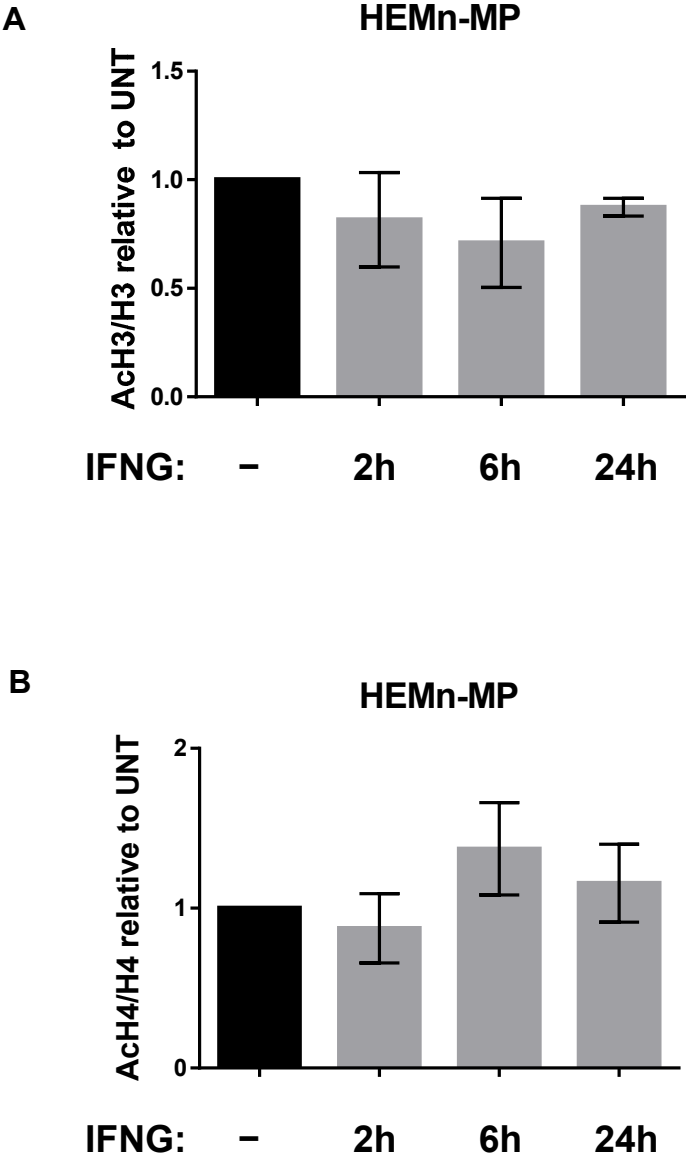 A
HEMn-MP
AcH3/H3 relative to UNT
1.5
1.0
0.5
0.0
IFNG: − 2h 6h 24h
B
HEMn-MP
AcH4/H4 relative to UNT
2
1
0
IFNG: − 2h 6h 24h